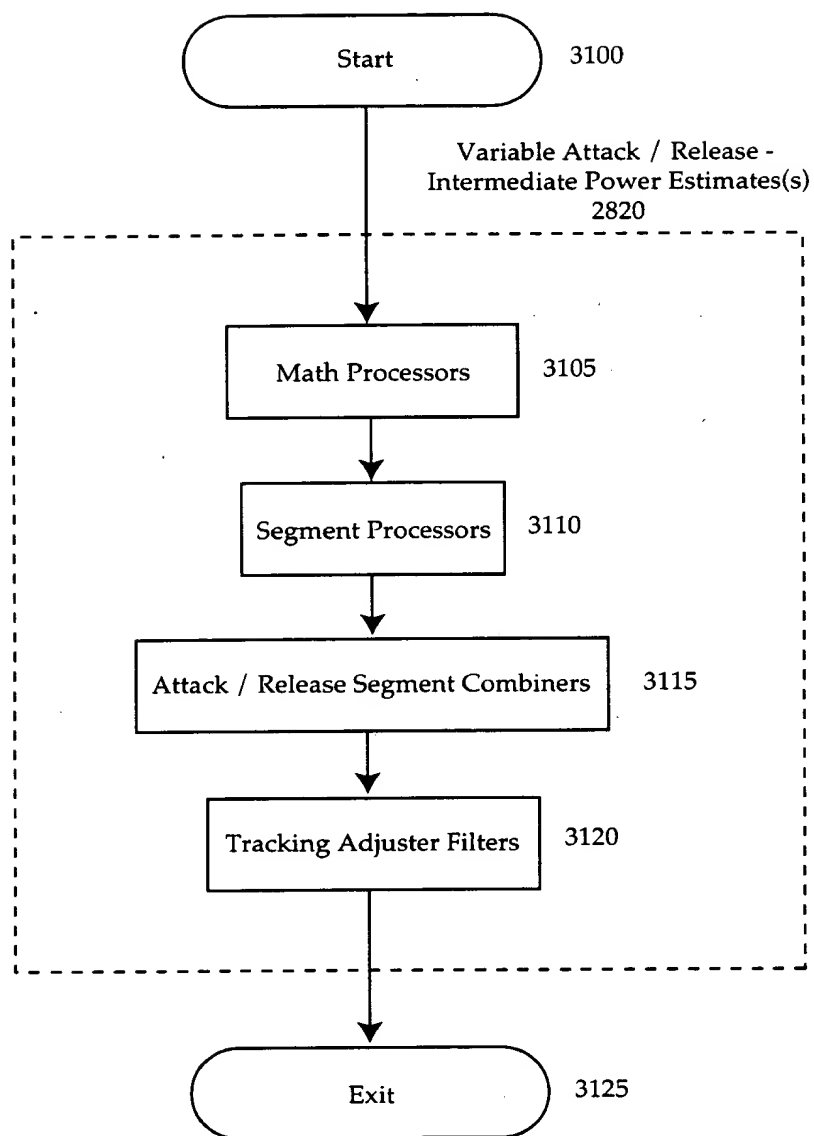 Start
3100
Variable Attack / Release -
Intermediate Power Estimates(s)
2820
Math Processors
3105
Segment Processors
3110
Attack / Release Segment Combiners
3115
Tracking Adjuster Filters
3120
Exit
3125